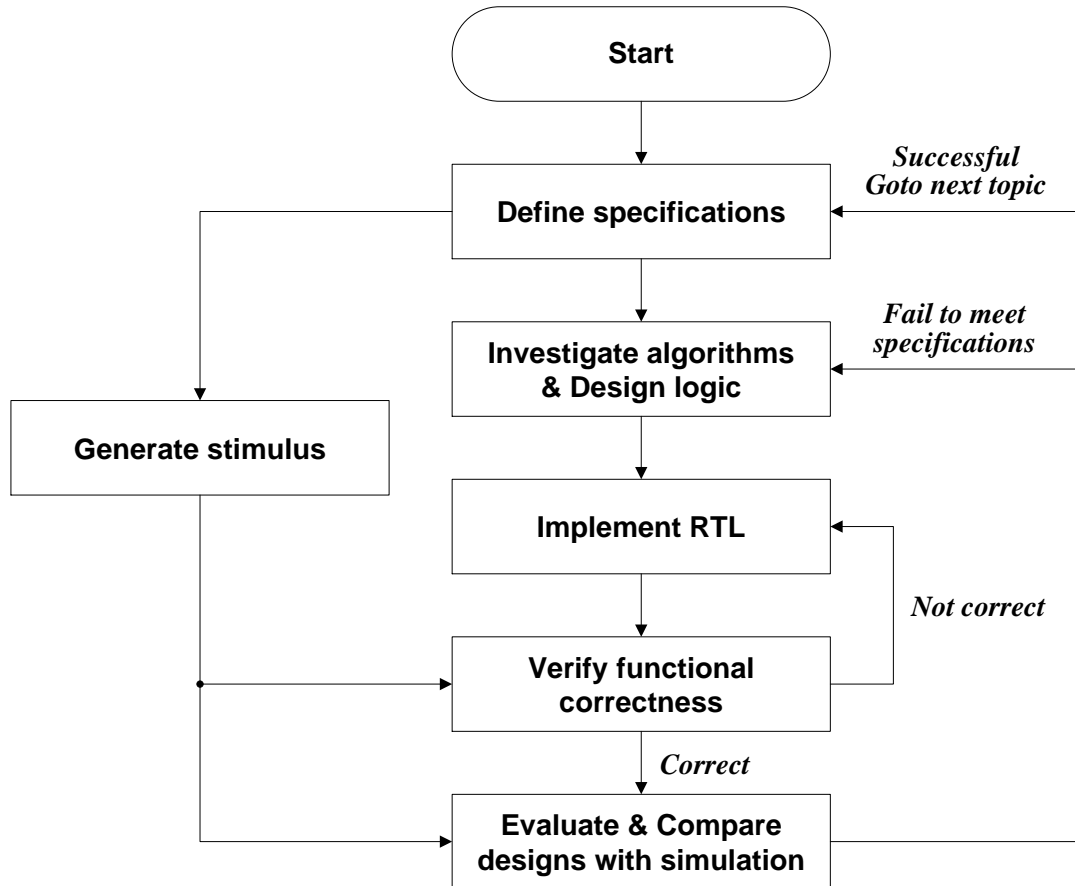 Start
Successful
Goto next topic
Define specifications
Fail to meet
specifications
Investigate algorithms
& Design logic
Generate stimulus
Implement RTL
Not correct
Verify functional
correctness
Correct
Evaluate & Compare
designs with simulation